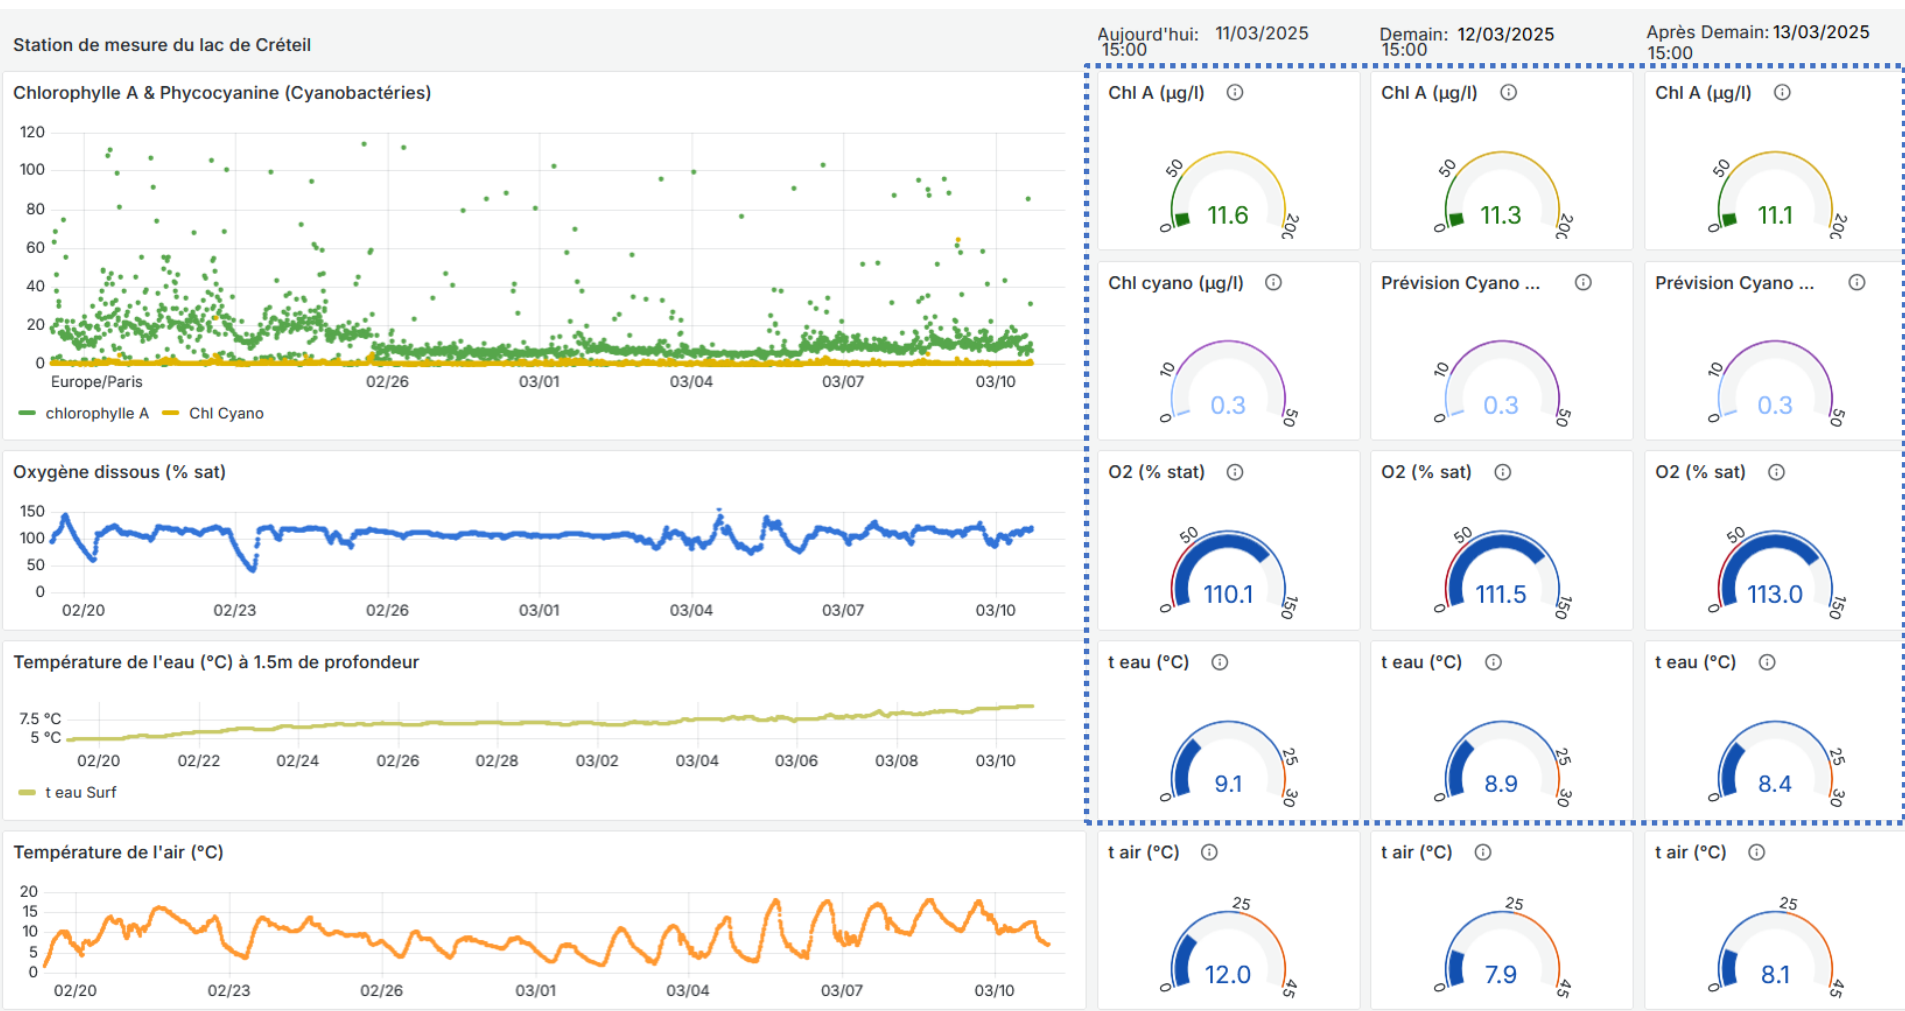 Station de mesure du lac de Créteil
Aujourd'hui: 11/03/2025
15:00
Demain: 12/03/2025
15:00
Après Demain: 13/03/2025
15:00
Chlorophylle A & Phycocyanine (Cyanobactéries)
120
100
80
60
40
20
0
Europe/Paris 02/26 03/01 03/04 03/07 03/10
chlorophylle A Chl Cyano
Chl A (µg/l)
0 50 200
11.6
Chl A (µg/l)
0 50 200
11.3
Chl A (µg/l)
0 50 200
11.1
Chl cyano (µg/l)
0 10 50
0.3
Prévision Cyano ...
0 10 50
0.3
Prévision Cyano ...
0 10 50
0.3
Oxygène dissous (% sat)
150
100
50
0
02/20 02/23 02/26 03/01 03/04 03/07 03/10
O2 (% stat)
0 50 150
110.1
O2 (% sat)
0 50 150
111.5
O2 (% sat)
0 50 150
113.0
Température de l'eau (°C) à 1.5m de profondeur
7.5 °C
5 °C
02/20 02/22 02/24 02/26 02/28 03/02 03/04 03/06 03/08 03/10
t eau Surf
t eau (°C)
0 25 30
9.1
t eau (°C)
0 25 30
8.9
t eau (°C)
0 25 30
8.4
Température de l'air (°C)
20
15
10
5
0
02/20 02/23 02/26 03/01 03/04 03/07 03/10
t air (°C)
0 25 45
12.0
t air (°C)
0 25 45
7.9
t air (°C)
0 25 45
8.1